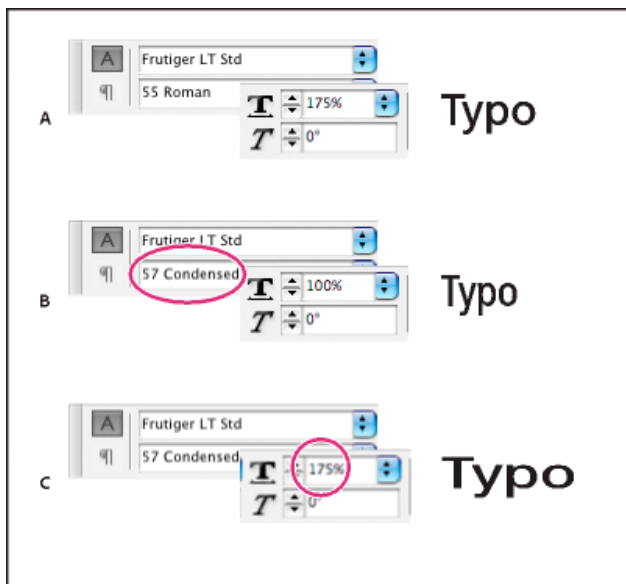 A Frutiger LT Std
¶ 55 Roman
T 175%
T 0°
A
Typo
A Frutiger LT Std
¶ 57 Condensed
T 100%
T 0°
B
Typo
A Frutiger LT Std
¶ 57 Condensed
T 175%
T 0°
C
Typo